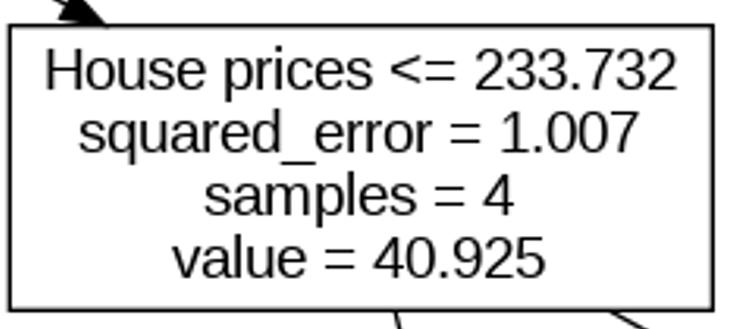 House prices <= 233.732
squared_error = 1.007
samples = 4
value = 40.925